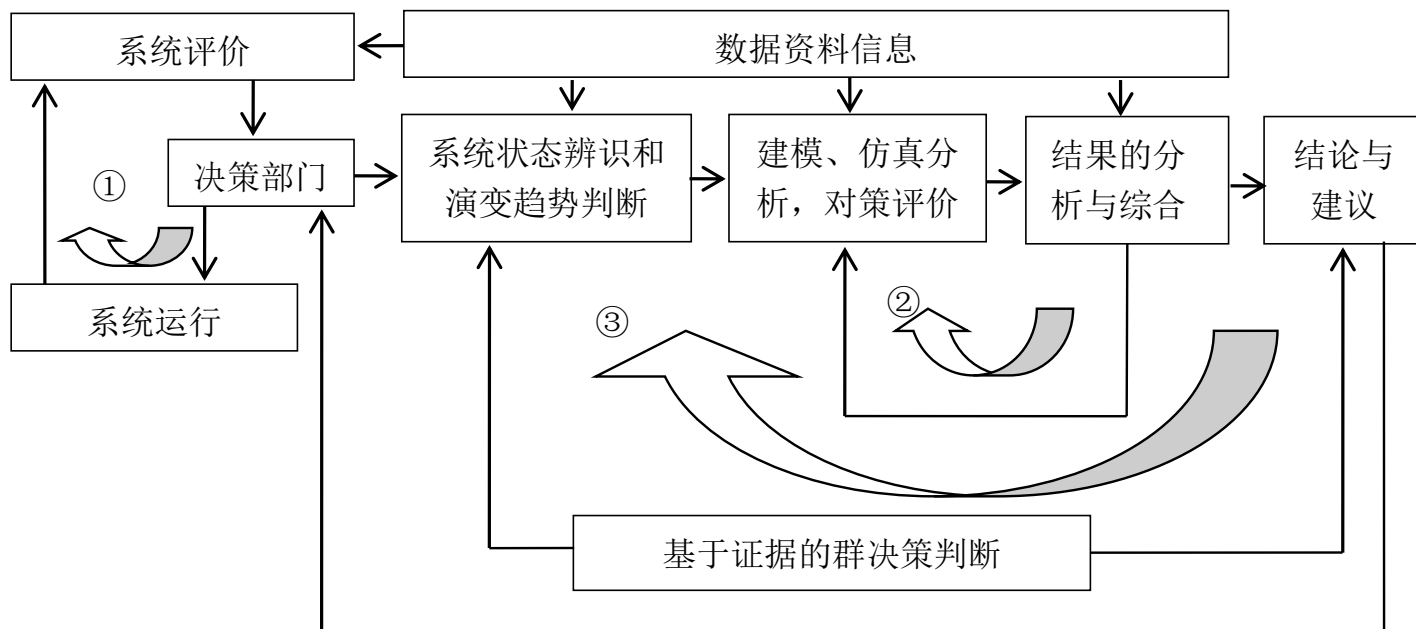 系统评价
数据资料信息
决策部门
系统状态辨识和
演变趋势判断
建模、仿真分
析，对策评价
结果的分
析与综合
结论与
建议
①
系统运行
②
③
基于证据的群决策判断